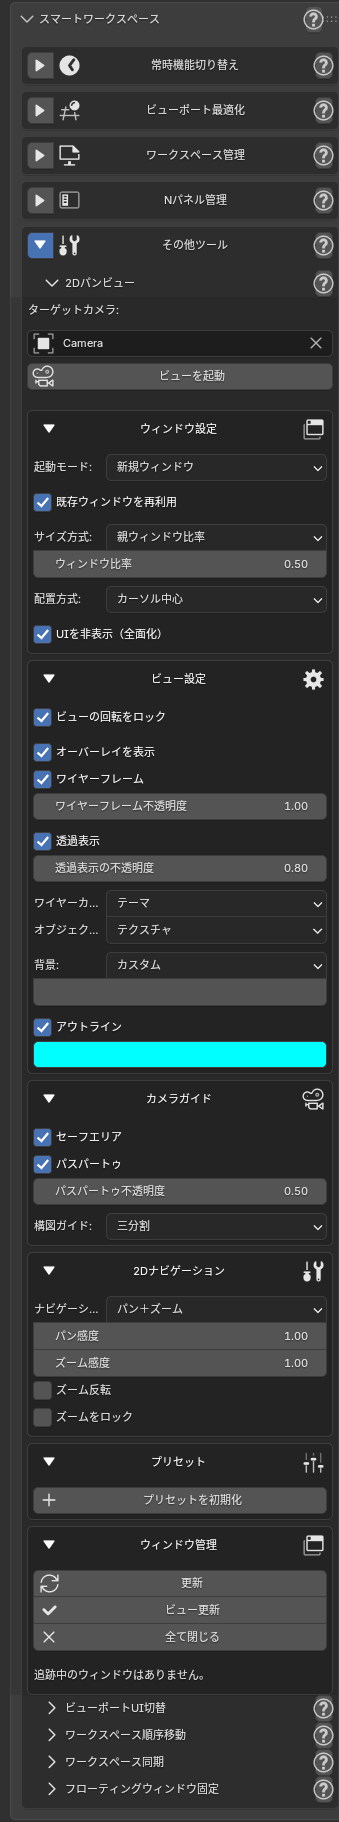 スマートワークスペース
常時機能切り替え
ビューポート最適化
ワークスペース管理
Nパネル管理
その他ツール
2Dパンビュー
ターゲットカメラ:
Camera
ビューを起動
ウィンドウ設定
起動モード: 新規ウィンドウ
既存ウィンドウを再利用
サイズ方式: 親ウィンドウ比率
ウィンドウ比率 0.50
配置方式: カーソル中心
UIを非表示（全面化）
ビュー設定
ビューの回転をロック
オーバーレイを表示
ワイヤーフレーム
ワイヤーフレーム不透明度 1.00
透過表示
透過表示の不透明度 0.80
ワイヤーカ... テーマ
オブジェク... テクスチャ
背景: カスタム
アウトライン
カメラガイド
セーフエリア
パスパートゥ
パスパートゥ不透明度 0.50
構図ガイド: 三分割
2Dナビゲーション
ナビゲーシ... パン＋ズーム
パン感度 1.00
ズーム感度 1.00
ズーム反転
ズームをロック
プリセット
プリセットを初期化
ウィンドウ管理
更新
ビュー更新
全て閉じる
追跡中のウィンドウはありません。
ビューポートUI切替
ワークスペース順序移動
ワークスペース同期
フローティングウィンドウ固定